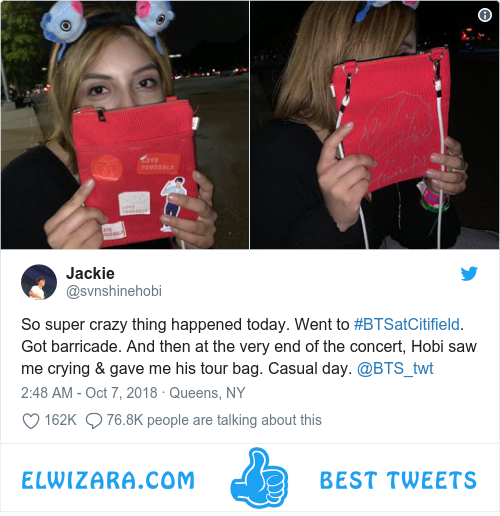 LOVE
YOURSELF
Jackie
@svnshinehobi
So super crazy thing happened today. Went to #BTSatCitifield.
Got barricade. And then at the very end of the concert, Hobi saw
me crying & gave me his tour bag. Casual day. @BTS_twt
2:48 AM - Oct 7, 2018 · Queens, NY
162K 76.8K people are talking about this
ELWIZARA.COM BEST TWEETS